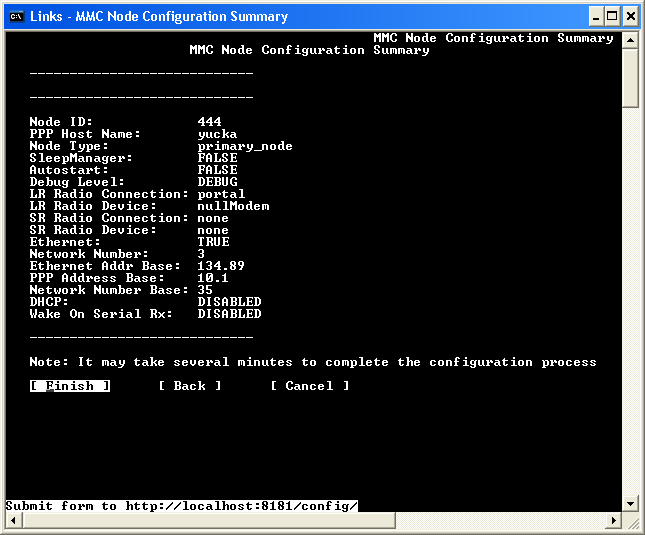 Links - MMC Node Configuration Summary
MMC Node Configuration Summary
MMC Node Configuration Summary
Node ID: 444
PPP Host Name: yucka
Node Type: primary_node
SleepManager: FALSE
Autostart: FALSE
Debug Level: DEBUG
LR Radio Connection: portal
LR Radio Device: nullModem
SR Radio Connection: none
SR Radio Device: none
Ethernet: TRUE
Network Number: 3
Ethernet Addr Base: 134.89
PPP Address Base: 10.1
Network Number Base: 35
DHCP: DISABLED
Wake On Serial Rx: DISABLED
Note: It may take several minutes to complete the configuration process
[ Finish ] [ Back ] [ Cancel ]
Submit form to http://localhost:8181/config/